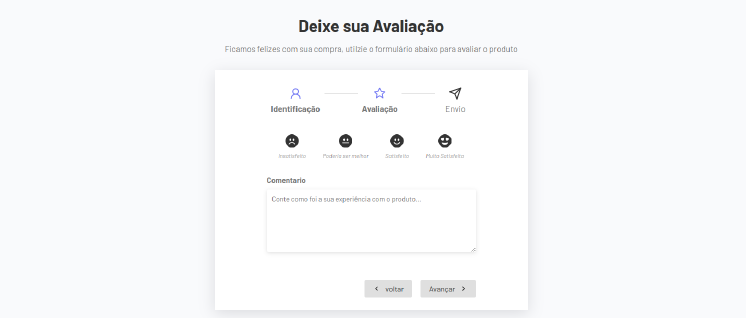 Deixe sua Avaliação
Ficamos felizes com sua compra, utilzie o formulário abaixo para avaliar o produto
Identificação Avaliação Envio
Insatisfeito Poderia ser melhor Satisfeito Muito Satisfeito
Comentario
Conte como foi a sua experiência com o produto...
voltar Avançar